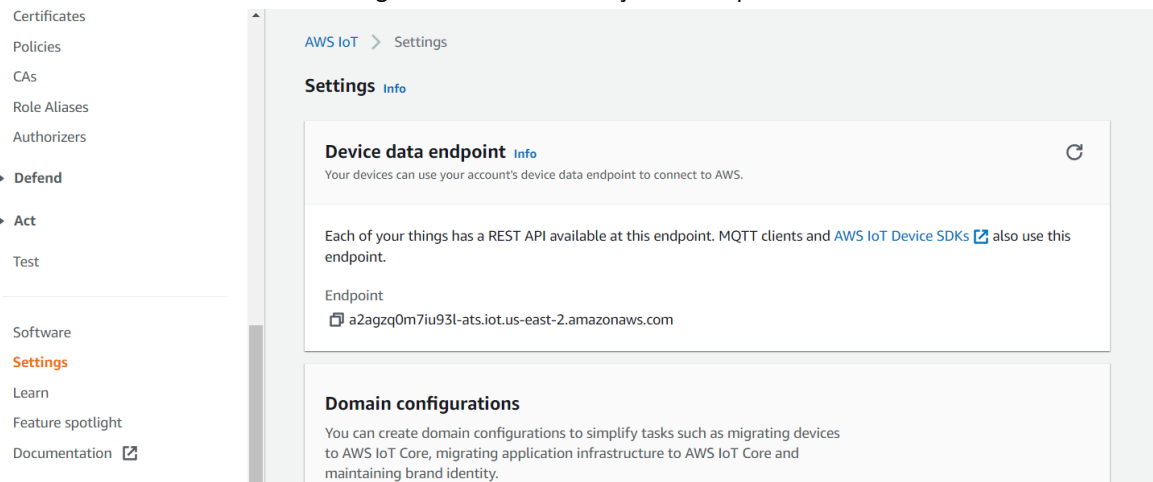 Certificates
Policies
CAs
Role Aliases
Authorizers
Defend
Act
Test
Software
Settings
Learn
Feature spotlight
Documentation
AWS IoT > Settings
Settings Info
Device data endpoint Info
Your devices can use your account's device data endpoint to connect to AWS.
Each of your things has a REST API available at this endpoint. MQTT clients and AWS IoT Device SDKs also use this
endpoint.
Endpoint
a2agzq0m7iu93l-ats.iot.us-east-2.amazonaws.com
Domain configurations
You can create domain configurations to simplify tasks such as migrating devices
to AWS IoT Core, migrating application infrastructure to AWS IoT Core and
maintaining brand identity.